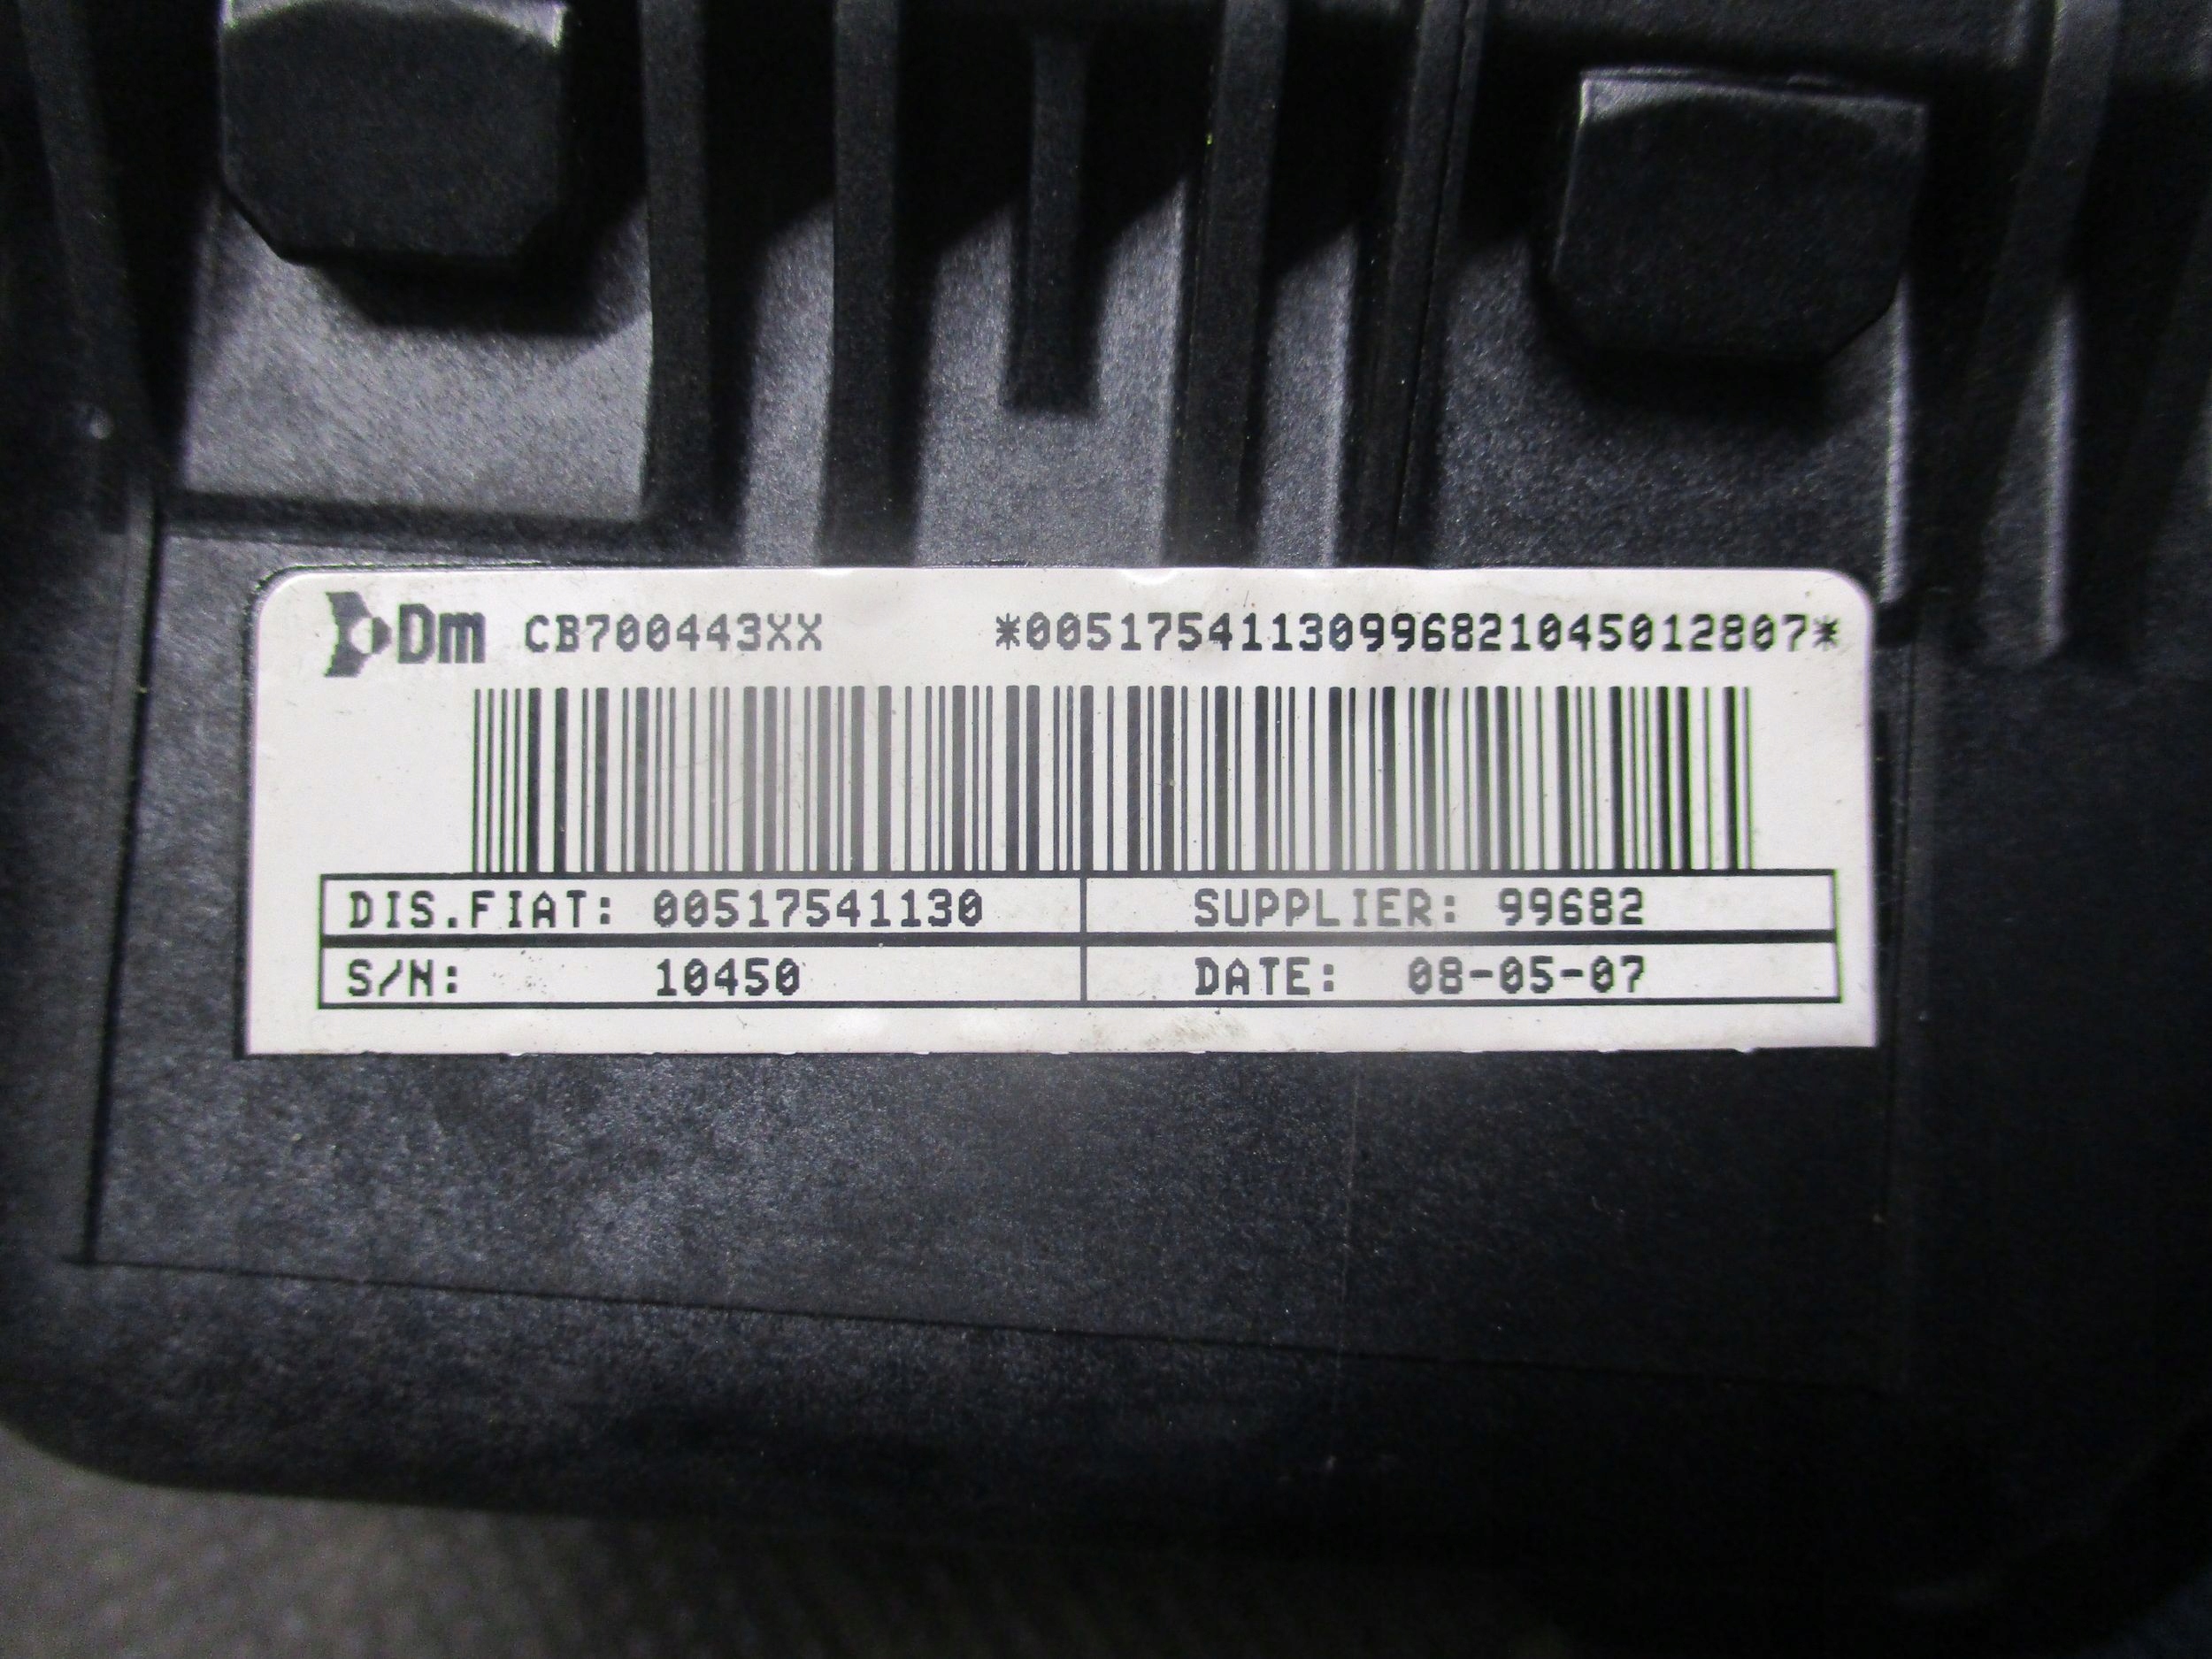 Dm CB700443XX *00517541130996821045012807*
DIS.FIAT: 00517541130 SUPPLIER: 99682
S/N: 10450 DATE: 08-05-07